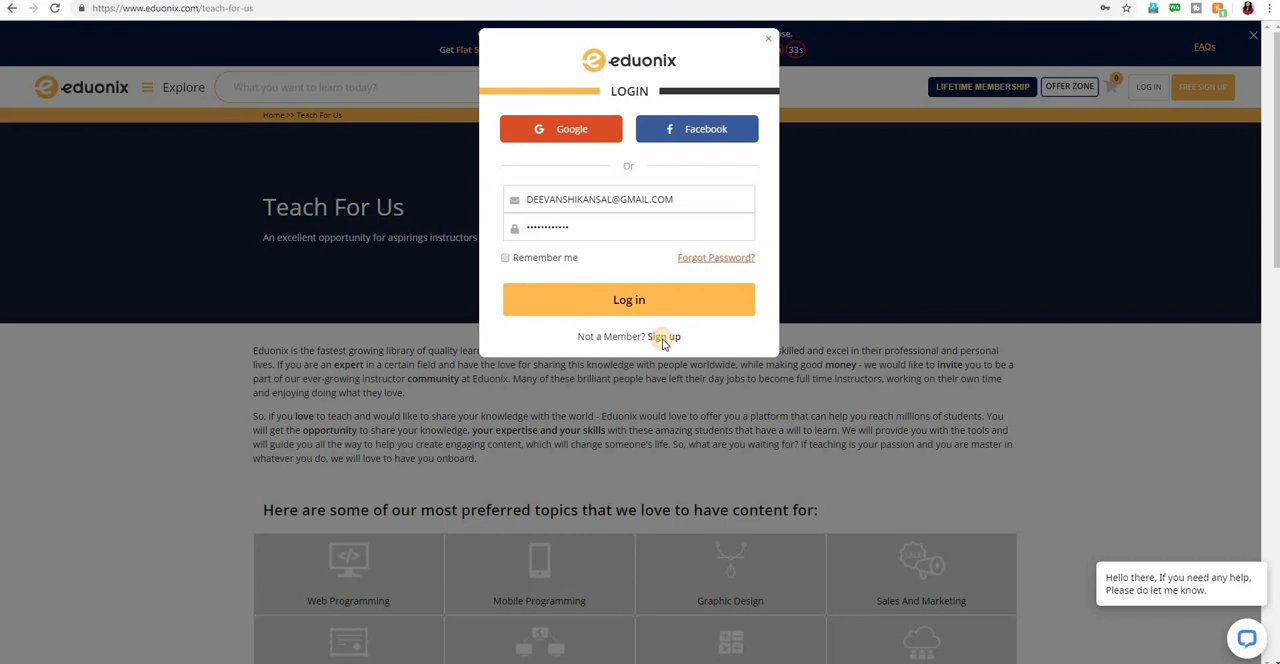 https://www.eduonix.com/teach-for-us
Get Flat 5
se.
33s
FAQs
eduonix
Explore
What you want to learn today?
LIFETIME MEMBERSHIP
OFFER ZONE
0
LOG IN
FREE SIGN UP
Home >> Teach For Us
eduonix
LOGIN
Google
Facebook
Or
DEEVANSHIKANSAL@GMAIL.COM
••••••••••••
Remember me
Forgot Password?
Log in
Not a Member? Sign up
Teach For Us
An excellent opportunity for aspirings instructors
Eduonix is the fastest growing library of quality lear
skilled and excel in their professional and personal
lives. If you are an expert in a certain field and have the love for sharing this knowledge with people worldwide, while making good money - we would like to invite you to be a
part of our ever-growing instructor community at Eduonix. Many of these brilliant people have left their day jobs to become full time instructors, working on their own time
and enjoying doing what they love.
So, if you love to teach and would like to share your knowledge with the world - Eduonix would love to offer you a platform that can help you reach millions of students. You
will get the opportunity to share your knowledge, your expertise and your skills with these amazing students that have a will to learn. We will provide you with the tools and
will guide you all the way to help you create engaging content, which will change someone's life. So, what are you waiting for? If teaching is your passion and you are master in
whatever you do, we will love to have you onboard.
Here are some of our most preferred topics that we love to have content for:
Web Programming
Mobile Programming
Graphic Design
Sales And Marketing
Hello there, If you need any help,
Please do let me know.